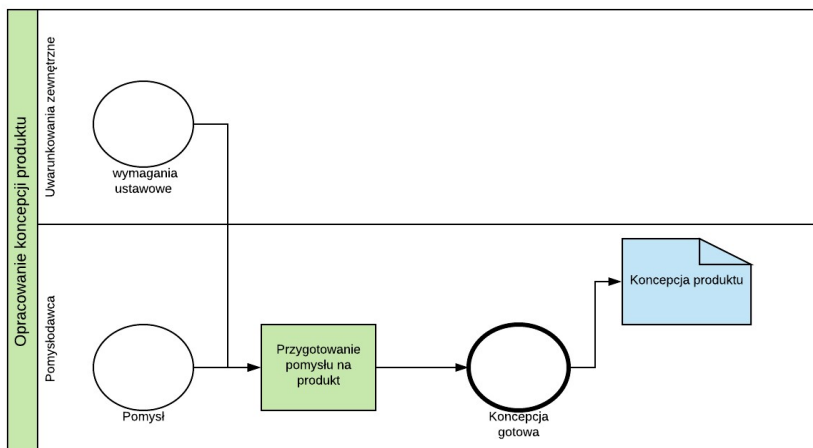 Opracowanie koncepcji produktu
Uwarunkowania zewnętrzne
wymagania
ustawowe
Pomysłodawca
Pomysł
Przygotowanie
pomysłu na
produkt
Koncepcja
gotowa
Koncepcja produktu